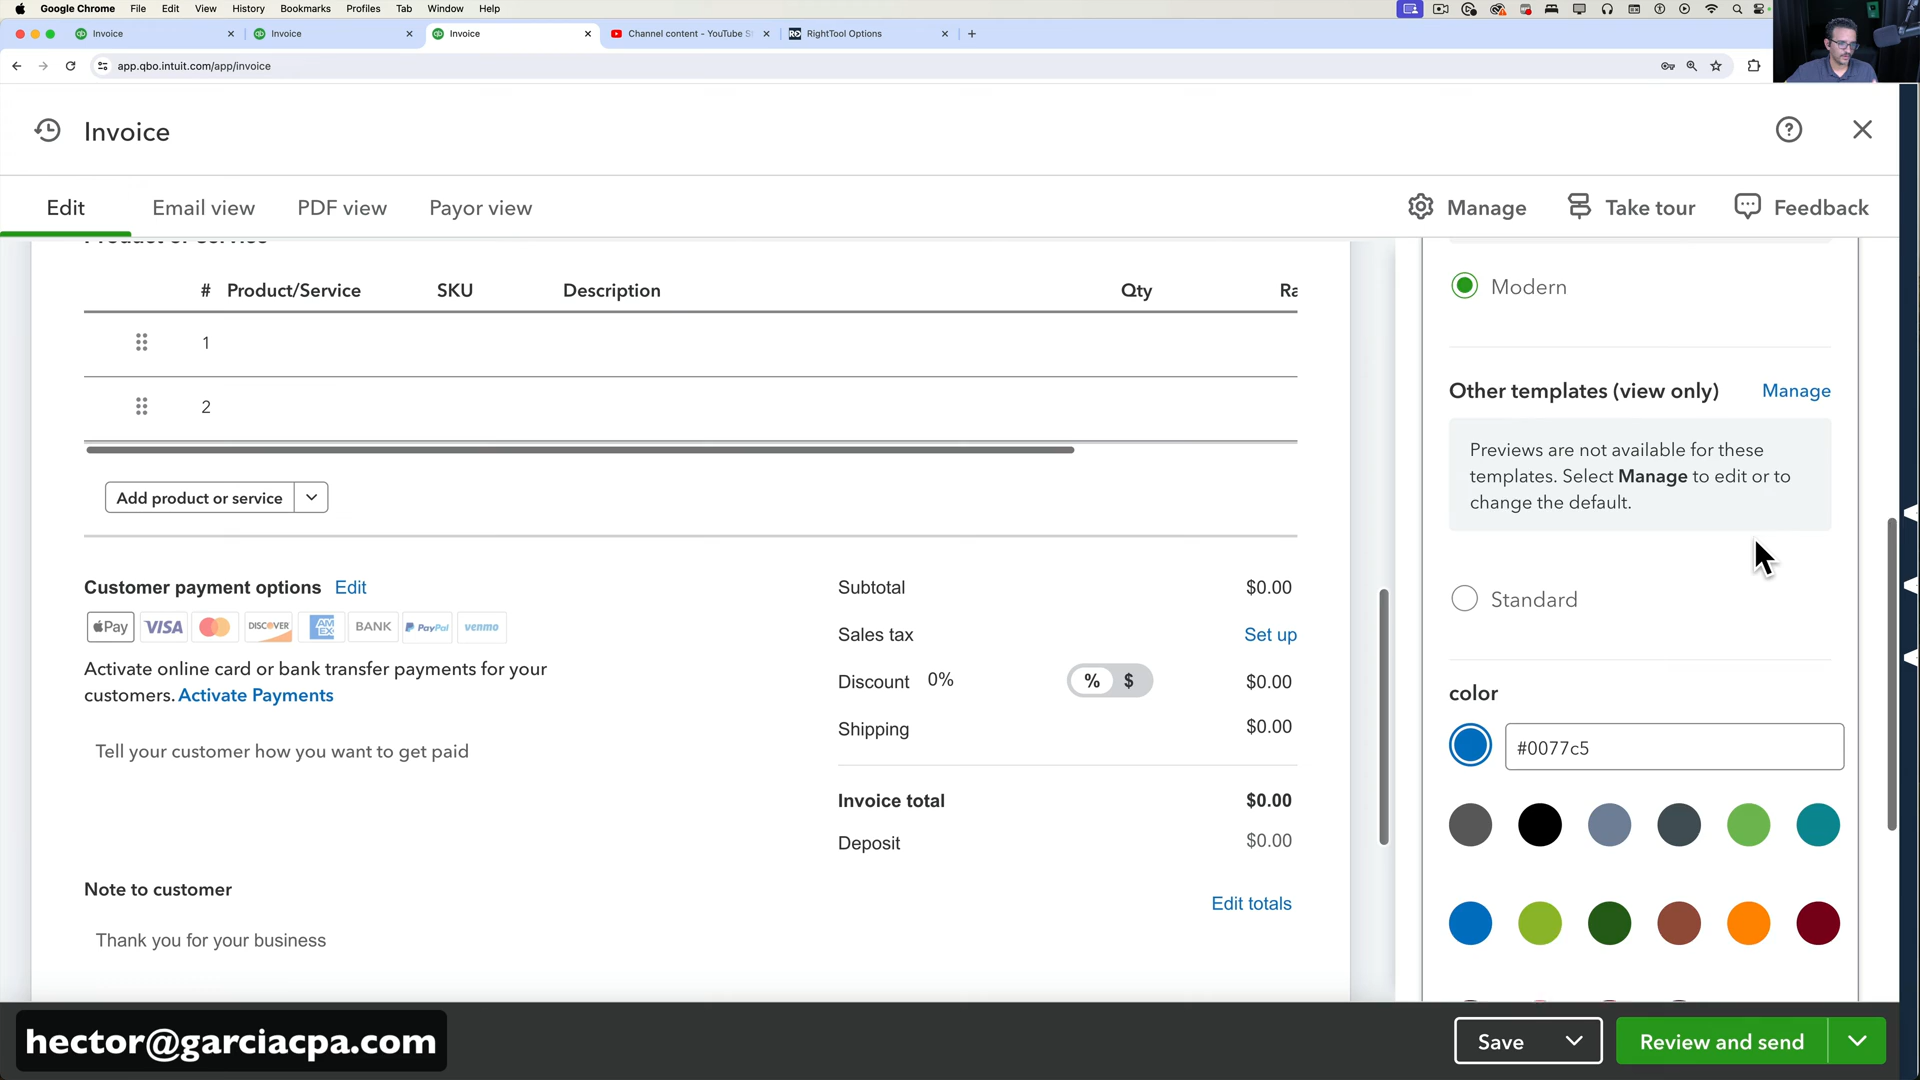 Google Chrome File Edit View History Bookmarks Profiles Tab Window Help
Invoice Invoice Invoice Channel content - YouTube S RightTool Options
app.qbo.intuit.com/app/invoice
Invoice
Edit Email view PDF view Payor view Manage Take tour Feedback
Product or service
# Product/Service SKU Description Qty Ra
1
2
Add product or service
Customer payment options Edit
Pay VISA DISCOVER AM EX BANK PayPal venmo
Activate online card or bank transfer payments for your
customers. Activate Payments
Tell your customer how you want to get paid
Subtotal $0.00
Sales tax Set up
Discount 0% % $ $0.00
Shipping $0.00
Invoice total $0.00
Deposit $0.00
Edit totals
Note to customer
Thank you for your business
Modern
Other templates (view only) Manage
Previews are not available for these
templates. Select Manage to edit or to
change the default.
Standard
color
#0077c5
hector@garciacpa.com
Save Review and send